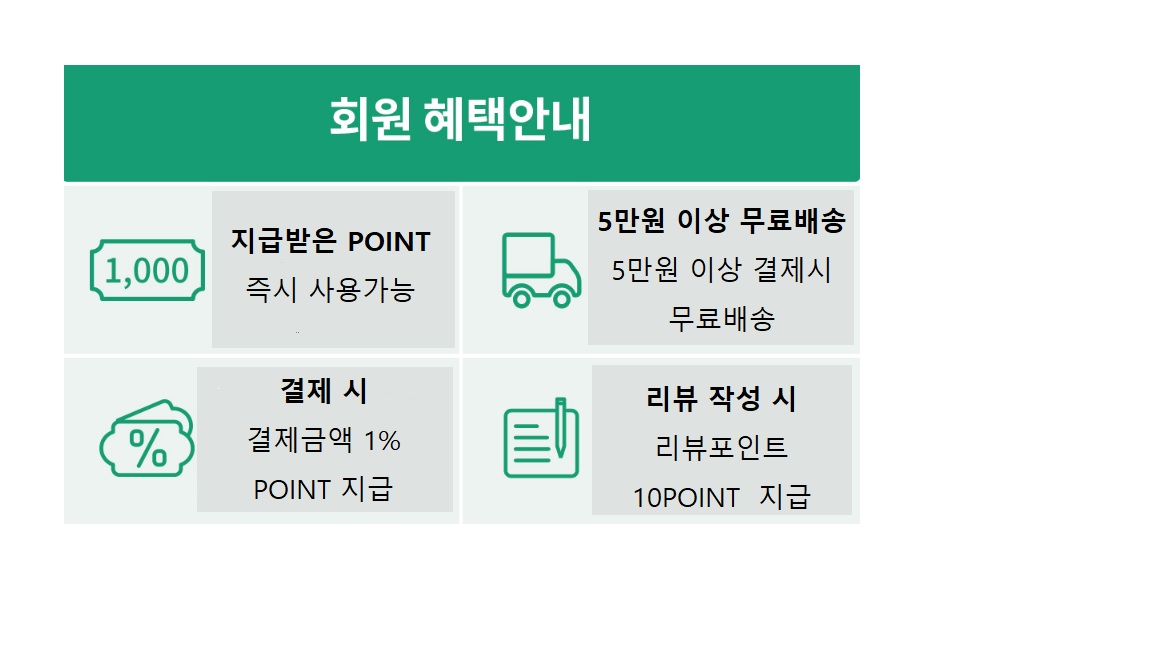 회원 혜택안내
1,000
지급받은 POINT
즉시 사용가능
5만원 이상 무료배송
5만원 이상 결제시
무료배송
%
결제 시
결제금액 1%
POINT 지급
리뷰 작성 시
리뷰포인트
10POINT 지급